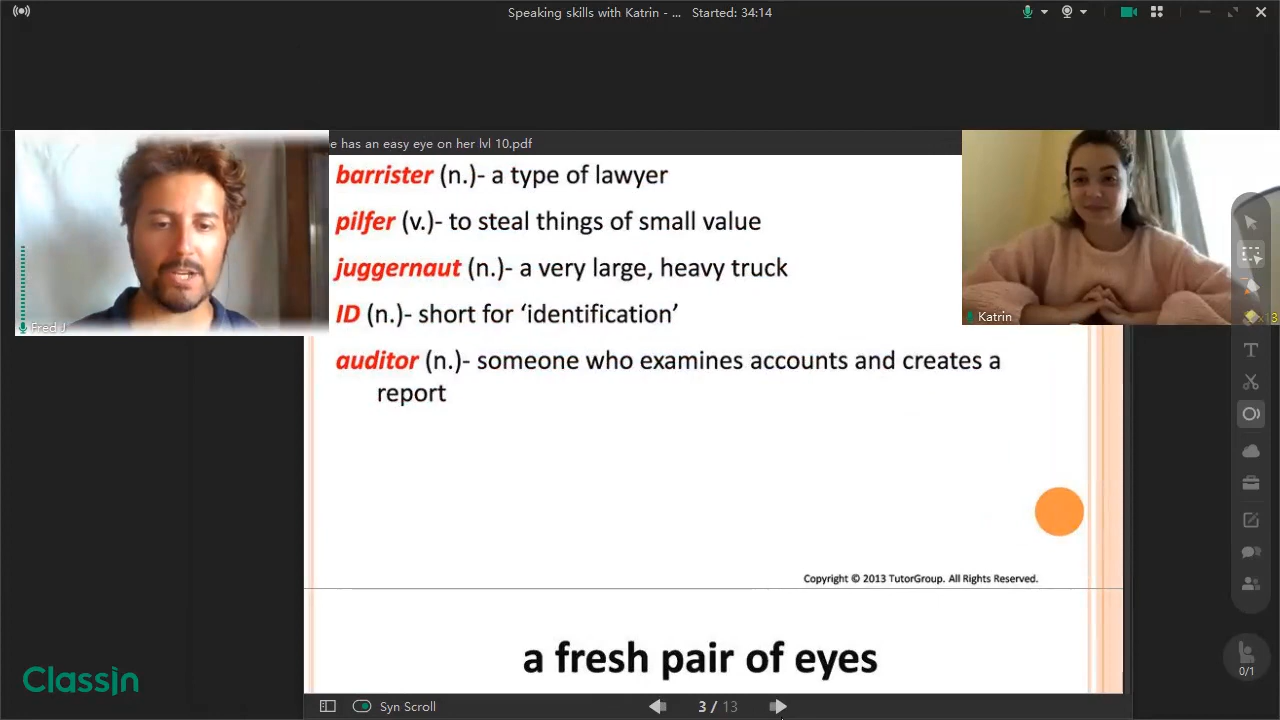 Speaking skills with Katrin - ... Started: 34:14
e has an easy eye on her lvl 10.pdf
barrister (n.)- a type of lawyer
pilfer (v.)- to steal things of small value
juggernaut (n.)- a very large, heavy truck
ID (n.)- short for ‘identification’
auditor (n.)- someone who examines accounts and creates a
report
Fred J
Katrin
x13
T
Copyright © 2013 TutorGroup. All Rights Reserved.
a fresh pair of eyes
0/1
ClassIn
Syn Scroll
3 / 13